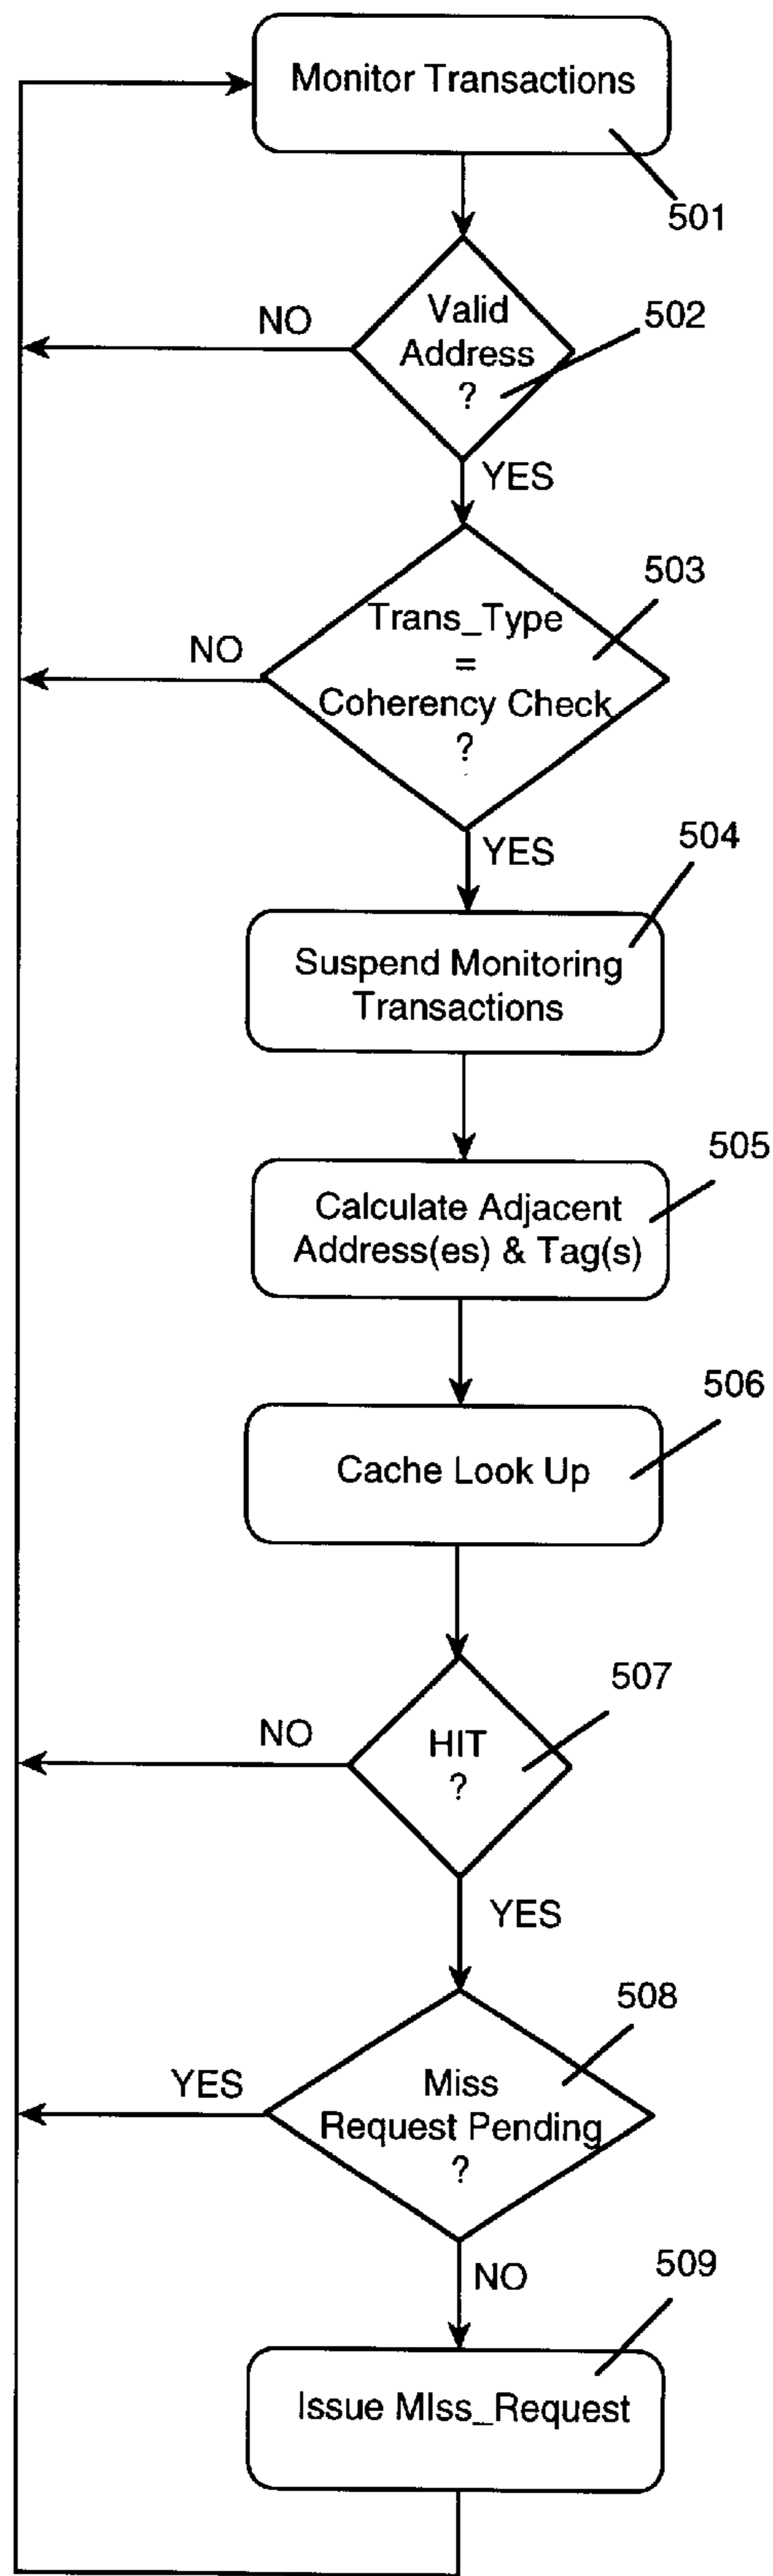 Monitor Transactions
501
Valid
Address
?
502
NO
YES
503
Trans_Type
=
Coherency Check
?
NO
YES
504
Suspend Monitoring
Transactions
505
Calculate Adjacent
Address(es) & Tag(s)
506
Cache Look Up
507
HIT
?
NO
YES
508
Miss
Request Pending
?
YES
NO
509
Issue MIss_Request